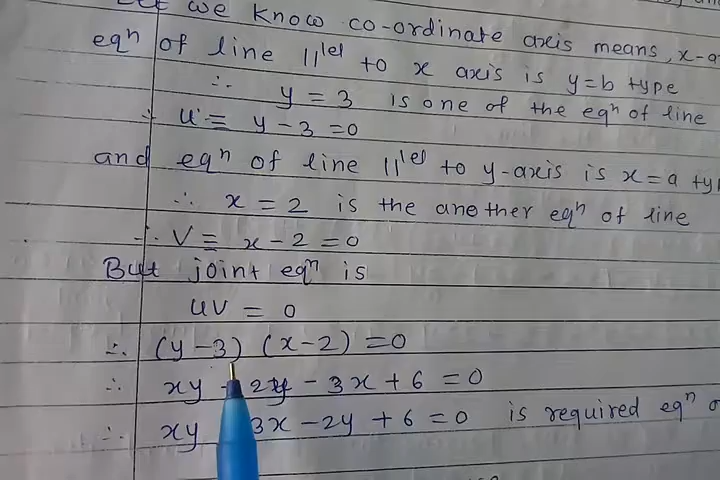 we know co-ordinate axis means, x-a
eqⁿ of line ||ˡᵉˡ to x axis is y=b type
∴ y = 3 is one of the eqⁿ of line
∴ u ≡ y - 3 = 0
and eqⁿ of line ||ˡᵉˡ to y-axis is x = a ty
∴ x = 2 is the another eqⁿ of line
∴ V ≡ x - 2 = 0
But joint eqⁿ is
uv = 0
∴ (y - 3) (x - 2) = 0
∴ xy - 2y - 3x + 6 = 0
∴ xy 3x - 2y + 6 = 0 is required eqⁿ o